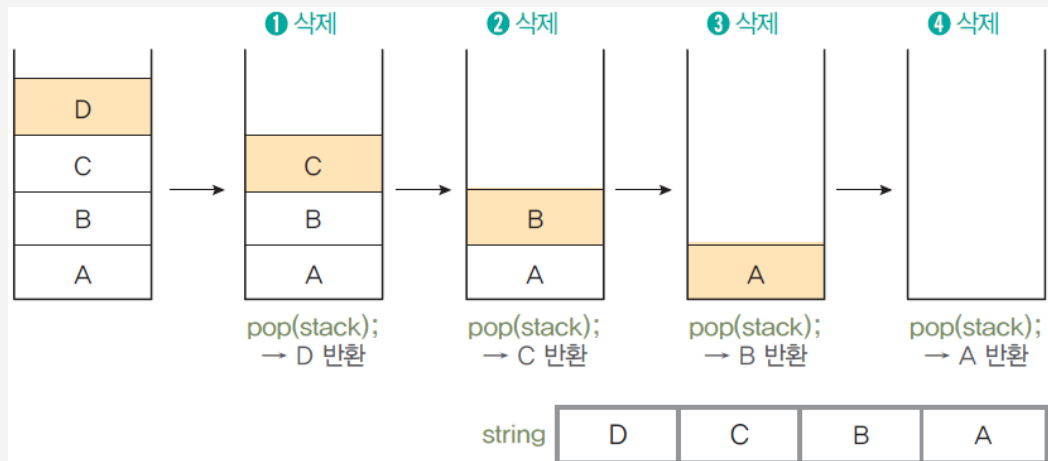 ❶ 삭제
❷ 삭제
❸ 삭제
❹ 삭제
D
C
B
A
C
B
A
B
A
A
pop(stack);
→ D 반환
pop(stack);
→ C 반환
pop(stack);
→ B 반환
pop(stack);
→ A 반환
string D C B A